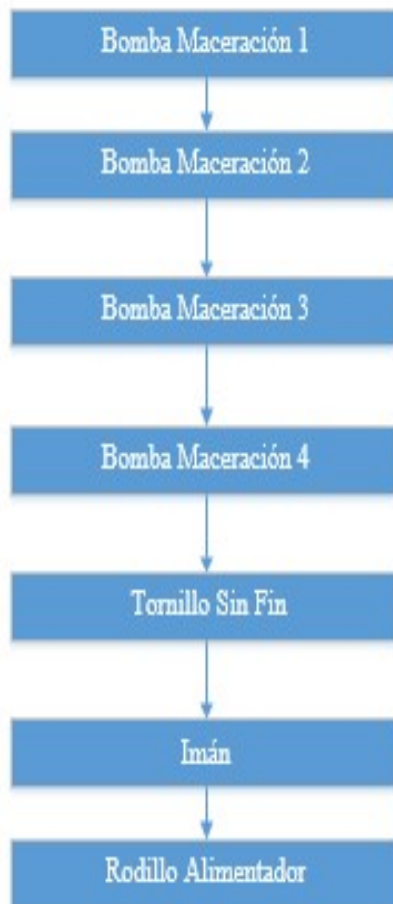 Bomba Maceración 1
Bomba Maceración 2
Bomba Maceración 3
Bomba Maceración 4
Tornillo Sin Fin
Imán
Rodillo Alimentador